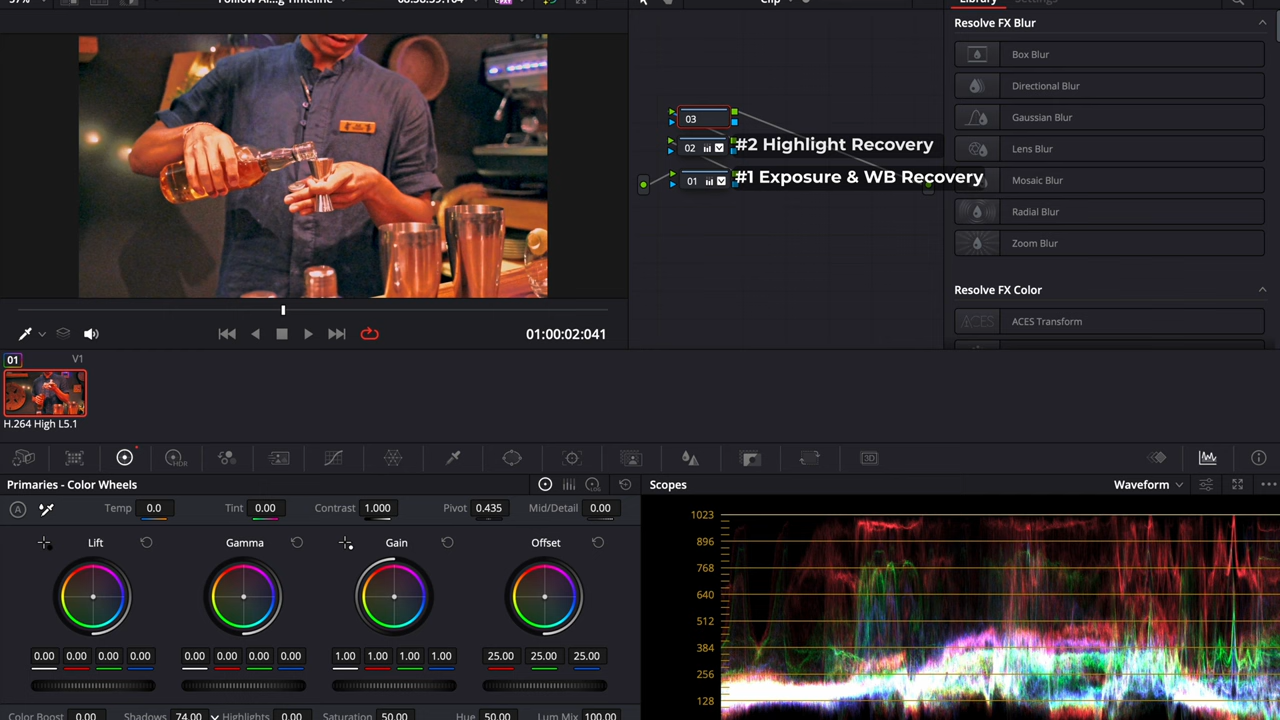 37%
Follow Al...g Timeline
Clip
Library
Settings
Resolve FX Blur
Box Blur
Directional Blur
Gaussian Blur
Lens Blur
Mosaic Blur
Radial Blur
Zoom Blur
Resolve FX Color
ACES Transform
03
02
#2 Highlight Recovery
01
#1 Exposure & WB Recovery
01:00:02:041
01
V1
H.264 High L5.1
HDR
3D
Primaries - Color Wheels
Temp 0.0
Tint 0.00
Contrast 1.000
Pivot 0.435
Mid/Detail 0.00
Lift
Gamma
Gain
Offset
0.00 0.00 0.00 0.00
0.00 0.00 0.00 0.00
1.00 1.00 1.00 1.00
25.00 25.00 25.00
Color Boost 0.00
Shadows 74.00
Highlights 0.00
Saturation 50.00
Hue 50.00
Lum Mix 100.00
Scopes
Waveform
1023
896
768
640
512
384
256
128